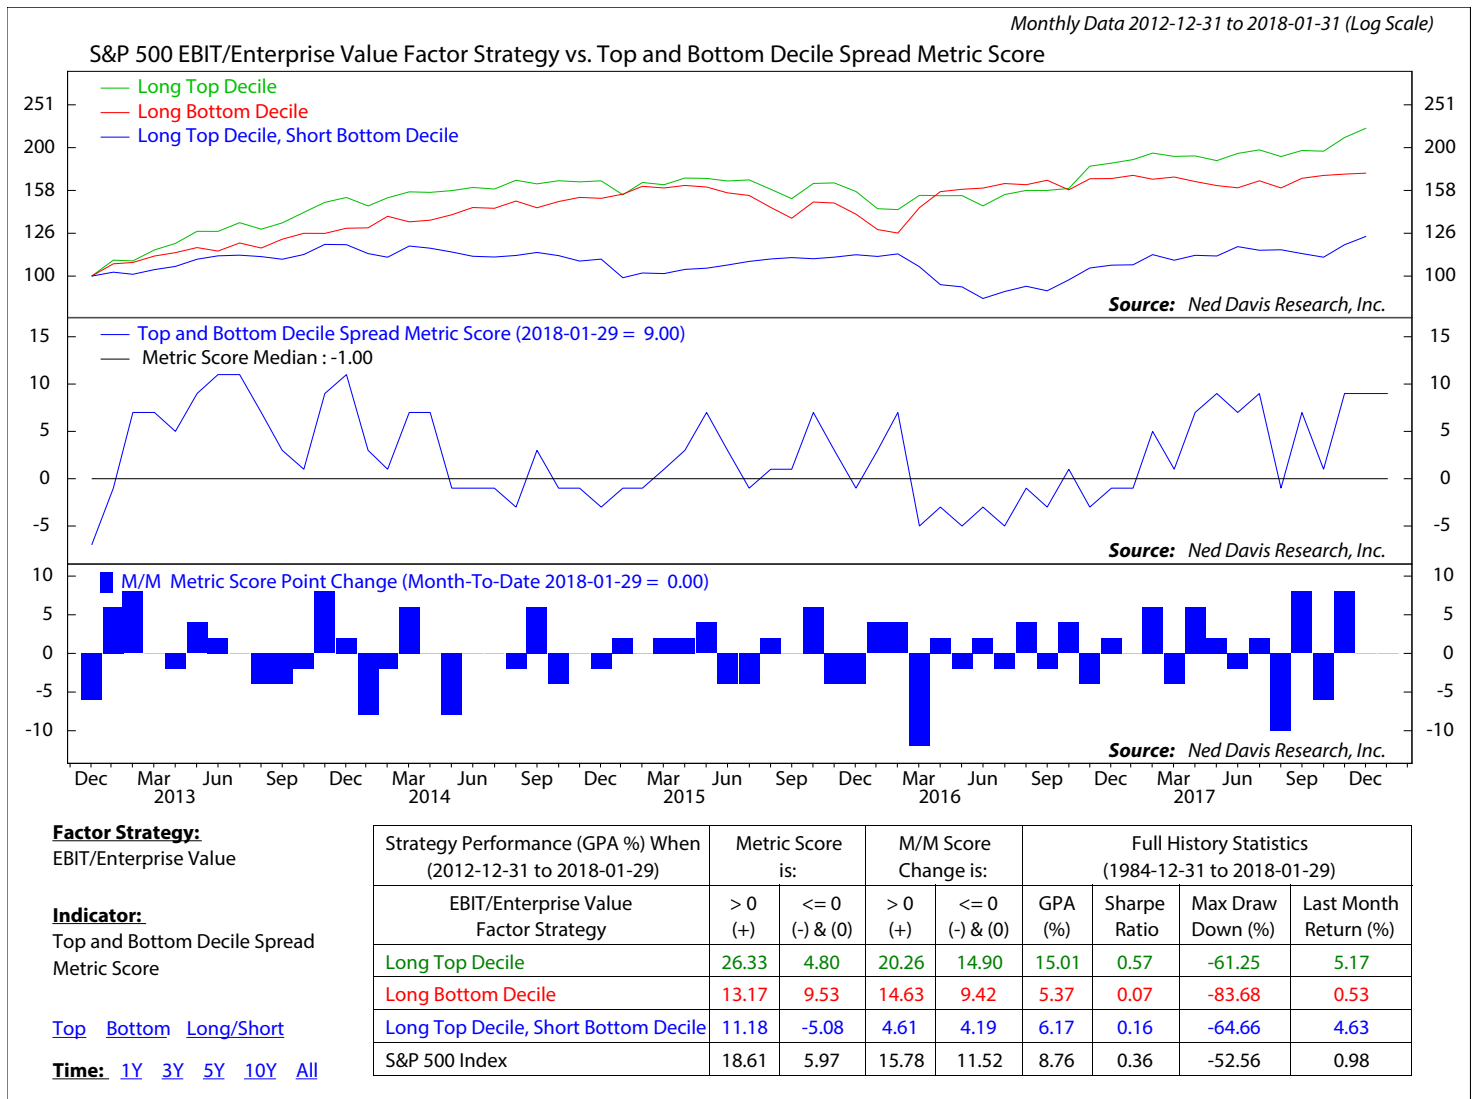 Monthly Data 2012-12-31 to 2018-01-31 (Log Scale)
S&P 500 EBIT/Enterprise Value Factor Strategy vs. Top and Bottom Decile Spread Metric Score
Long Top Decile
Long Bottom Decile
Long Top Decile, Short Bottom Decile
251 251
200 200
158 158
126 126
100 100
Source: Ned Davis Research, Inc.
Top and Bottom Decile Spread Metric Score (2018-01-29 = 9.00)
Metric Score Median : -1.00
15 15
10 10
5 5
0 0
-5 -5
Source: Ned Davis Research, Inc.
M/M Metric Score Point Change (Month-To-Date 2018-01-29 = 0.00)
10 10
5 5
0 0
-5 -5
-10 -10
Source: Ned Davis Research, Inc.
Dec Mar Jun Sep Dec Mar Jun Sep Dec Mar Jun Sep Dec Mar Jun Sep Dec Mar Jun Sep Dec
2013 2014 2015 2016 2017
Factor Strategy:
EBIT/Enterprise Value
Indicator:
Top and Bottom Decile Spread
Metric Score
Top Bottom Long/Short
Time: 1Y 3Y 5Y 10Y All
Strategy Performance (GPA %) When Metric Score M/M Score Full History Statistics
(2012-12-31 to 2018-01-29) is: Change is: (1984-12-31 to 2018-01-29)
EBIT/Enterprise Value > 0 <= 0 > 0 <= 0 GPA Sharpe Max Draw Last Month
Factor Strategy (+) (-) & (0) (+) (-) & (0) (%) Ratio Down (%) Return (%)
Long Top Decile 26.33 4.80 20.26 14.90 15.01 0.57 -61.25 5.17
Long Bottom Decile 13.17 9.53 14.63 9.42 5.37 0.07 -83.68 0.53
Long Top Decile, Short Bottom Decile 11.18 -5.08 4.61 4.19 6.17 0.16 -64.66 4.63
S&P 500 Index 18.61 5.97 15.78 11.52 8.76 0.36 -52.56 0.98